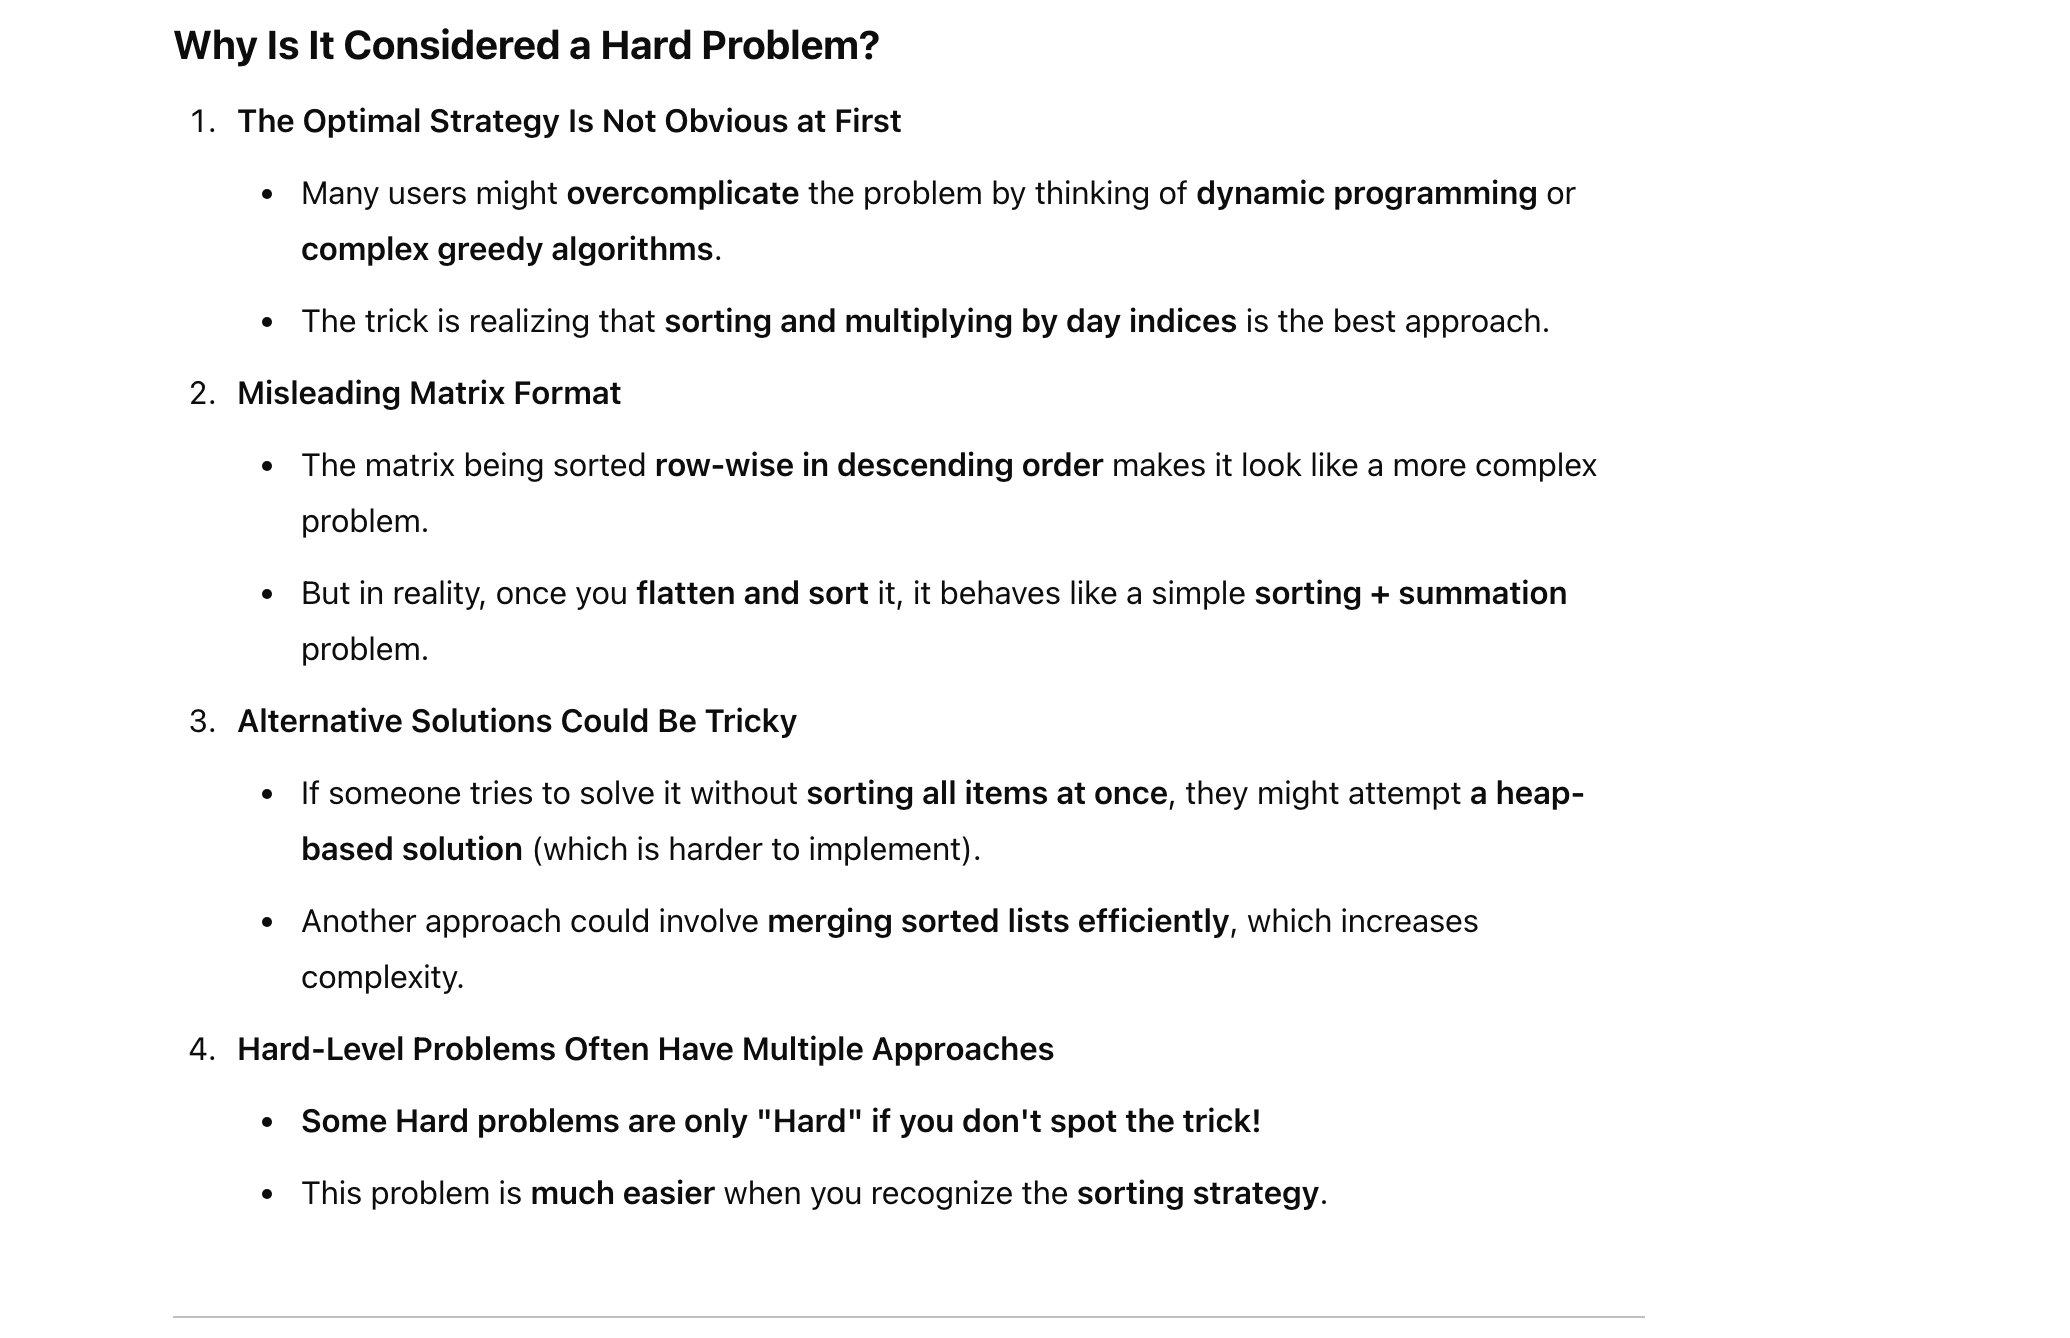 Why Is It Considered a Hard Problem?
1. The Optimal Strategy Is Not Obvious at First
• Many users might overcomplicate the problem by thinking of dynamic programming or
complex greedy algorithms.
• The trick is realizing that sorting and multiplying by day indices is the best approach.
2. Misleading Matrix Format
• The matrix being sorted row-wise in descending order makes it look like a more complex
problem.
• But in reality, once you flatten and sort it, it behaves like a simple sorting + summation
problem.
3. Alternative Solutions Could Be Tricky
• If someone tries to solve it without sorting all items at once, they might attempt a heap-
based solution (which is harder to implement).
• Another approach could involve merging sorted lists efficiently, which increases
complexity.
4. Hard-Level Problems Often Have Multiple Approaches
• Some Hard problems are only "Hard" if you don't spot the trick!
• This problem is much easier when you recognize the sorting strategy.